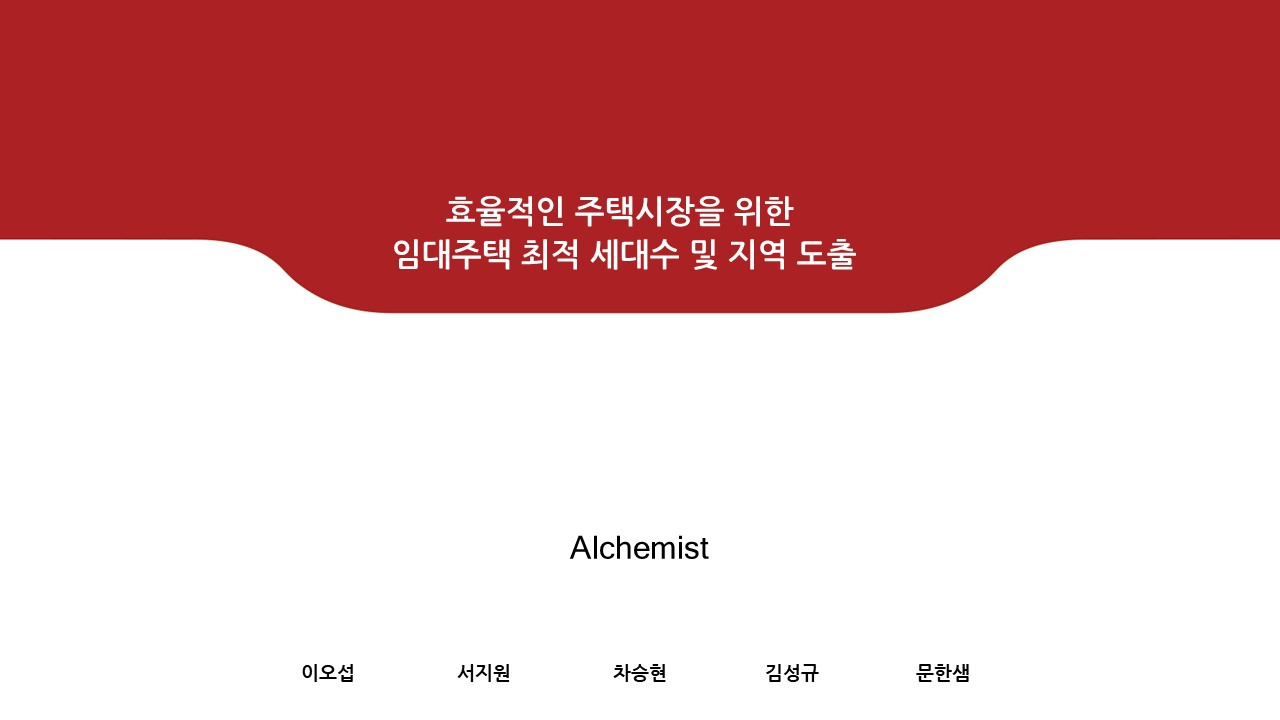 효율적인 주택시장을 위한
임대주택 최적 세대수 및 지역 도출
Alchemist
이오섭 서지원 차승현 김성규 문한샘